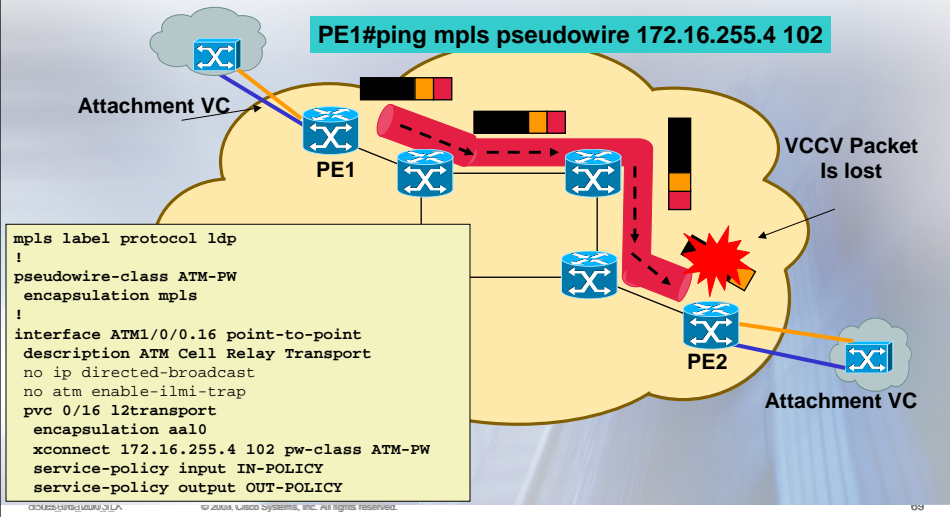 PE1#ping mpls pseudowire 172.16.255.4 102
Attachment VC
PE1
VCCV Packet
Is lost
mpls label protocol ldp
!
pseudowire-class ATM-PW
 encapsulation mpls
!
interface ATM1/0/0.16 point-to-point
 description ATM Cell Relay Transport
 no ip directed-broadcast
 no atm enable-ilmi-trap
 pvc 0/16 l2transport
  encapsulation aal0
  xconnect 172.16.255.4 102 pw-class ATM-PW
  service-policy input IN-POLICY
  service-policy output OUT-POLICY
PE2
Attachment VC
Cisco Systems, Inc. All rights reserved.
69